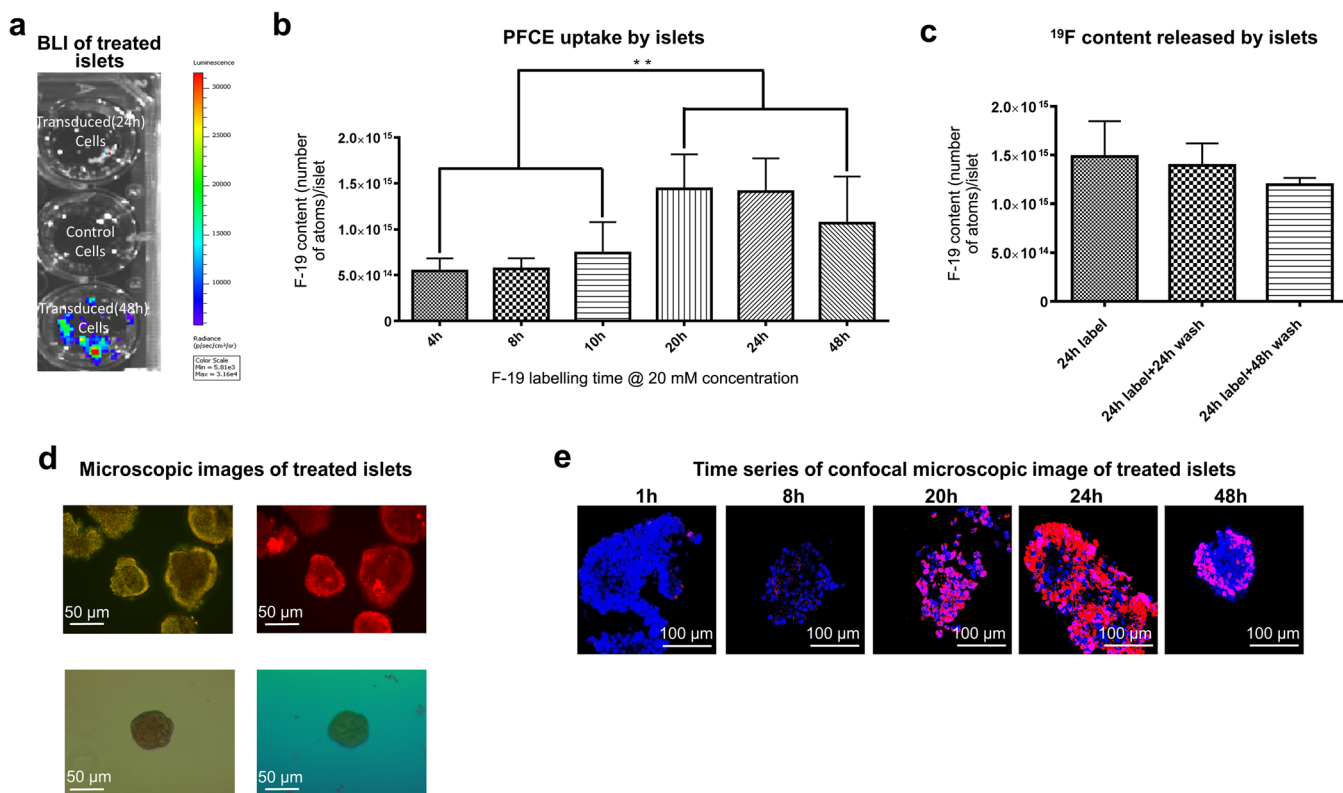 a
BLI of treated
islets
Luminescence
Transduced(24h)
Cells
Control
Cells
Transduced(48h)
Cells
30000
25000
20000
15000
10000
Radiance
(p/sec/cm²/sr)
Color Scale
Min = 5.81e3
Max = 3.16e4
b
PFCE uptake by islets
**
F-19 content (number
of atoms)/islet
2.0×10¹⁵
1.5×10¹⁵
1.0×10¹⁵
5.0×10¹⁴
0
4h
8h
10h
20h
24h
48h
F-19 labelling time @ 20 mM concentration
c
¹⁹F content released by islets
F-19 content (number
of atoms)/islet
2.0×10¹⁵
1.5×10¹⁵
1.0×10¹⁵
5.0×10¹⁴
0
24h label
24h label+24h wash
24h label+48h wash
d
Microscopic images of treated islets
50 µm
50 µm
50 µm
50 µm
e
Time series of confocal microscopic image of treated islets
1h
8h
20h
24h
48h
100 µm
100 µm
100 µm
100 µm
100 µm